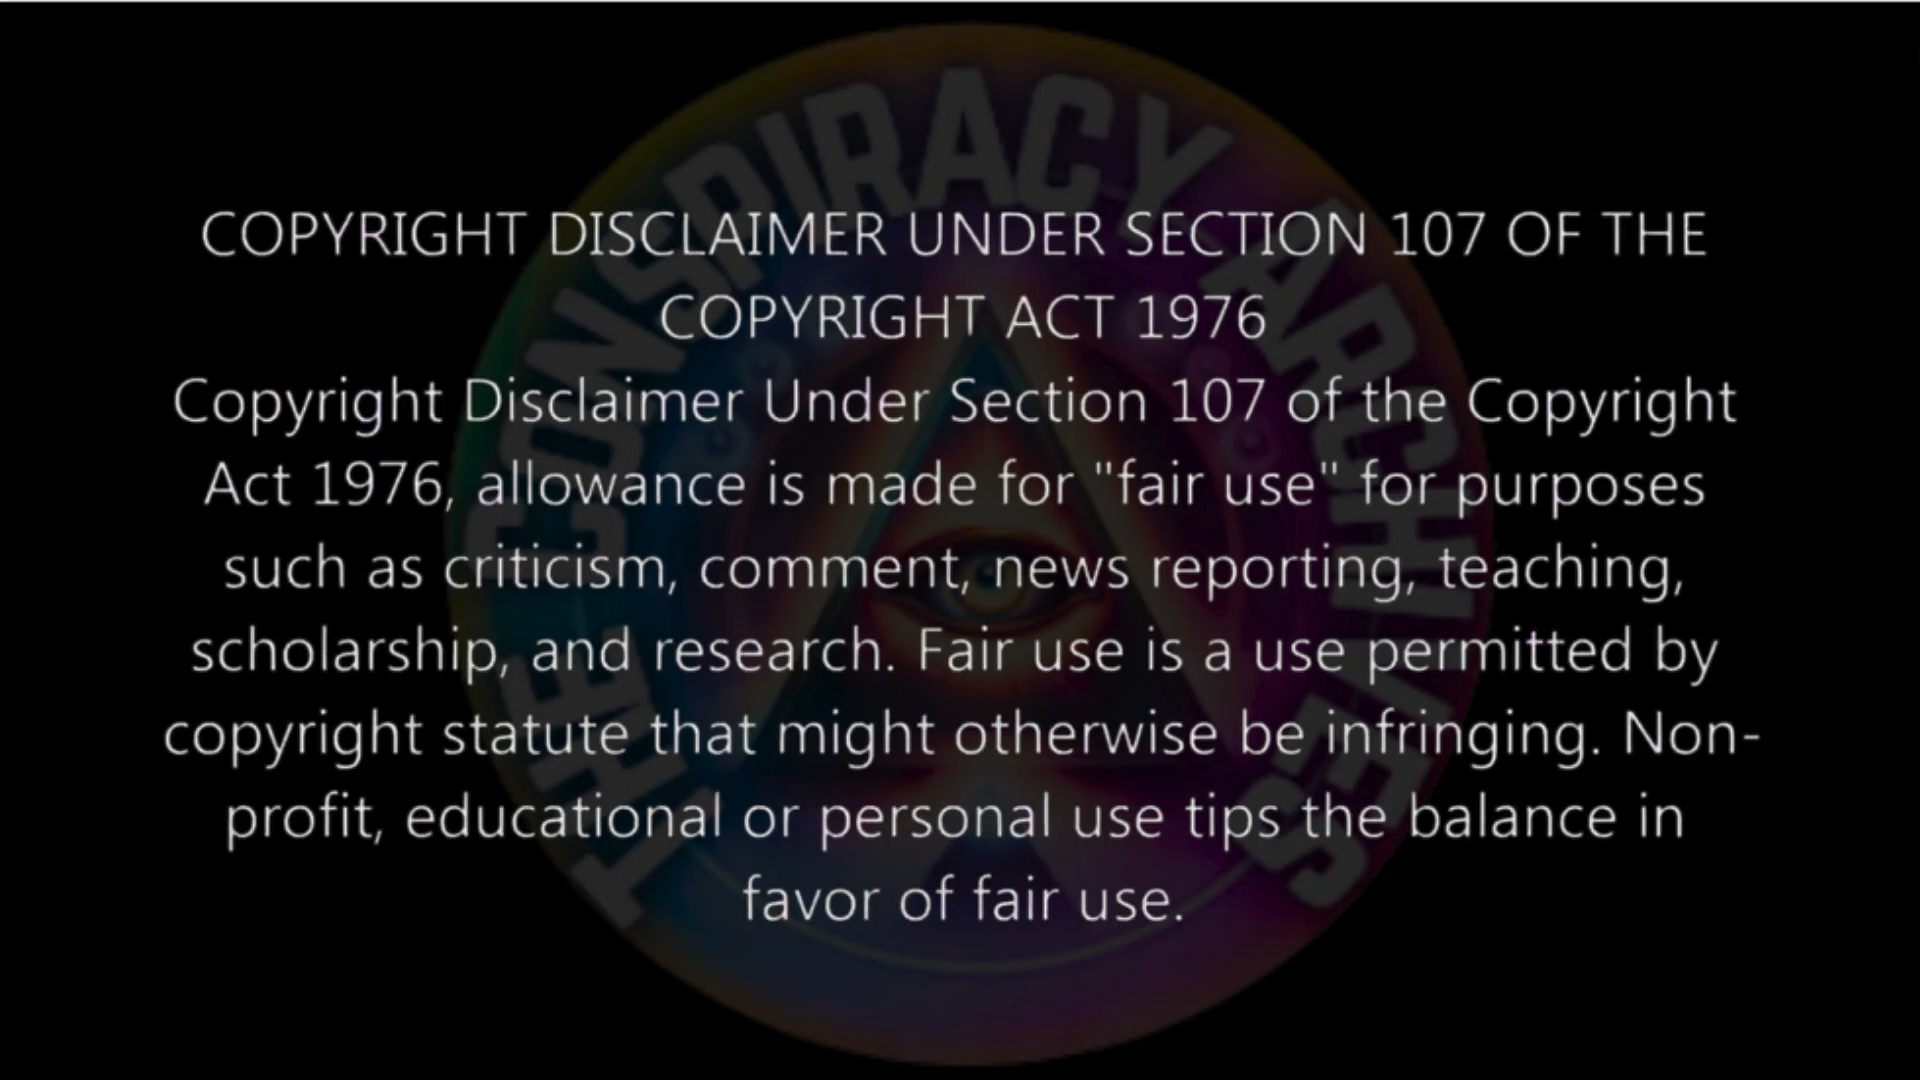 THE CONSPIRACY ARCHIVES
COPYRIGHT DISCLAIMER UNDER SECTION 107 OF THE
COPYRIGHT ACT 1976
Copyright Disclaimer Under Section 107 of the Copyright
Act 1976, allowance is made for "fair use" for purposes
such as criticism, comment, news reporting, teaching,
scholarship, and research. Fair use is a use permitted by
copyright statute that might otherwise be infringing. Non-
profit, educational or personal use tips the balance in
favor of fair use.